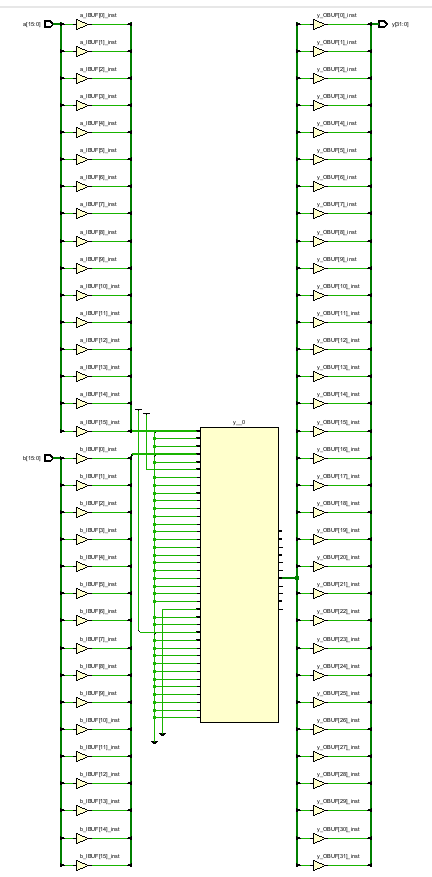 a[15:0]
a_IBUF[0]_inst
a_IBUF[1]_inst
a_IBUF[2]_inst
a_IBUF[3]_inst
a_IBUF[4]_inst
a_IBUF[5]_inst
a_IBUF[6]_inst
a_IBUF[7]_inst
a_IBUF[8]_inst
a_IBUF[9]_inst
a_IBUF[10]_inst
a_IBUF[11]_inst
a_IBUF[12]_inst
a_IBUF[13]_inst
a_IBUF[14]_inst
a_IBUF[15]_inst
b[15:0]
b_IBUF[0]_inst
b_IBUF[1]_inst
b_IBUF[2]_inst
b_IBUF[3]_inst
b_IBUF[4]_inst
b_IBUF[5]_inst
b_IBUF[6]_inst
b_IBUF[7]_inst
b_IBUF[8]_inst
b_IBUF[9]_inst
b_IBUF[10]_inst
b_IBUF[11]_inst
b_IBUF[12]_inst
b_IBUF[13]_inst
b_IBUF[14]_inst
b_IBUF[15]_inst
y__0
y_OBUF[0]_inst
y[31:0]
y_OBUF[1]_inst
y_OBUF[2]_inst
y_OBUF[3]_inst
y_OBUF[4]_inst
y_OBUF[5]_inst
y_OBUF[6]_inst
y_OBUF[7]_inst
y_OBUF[8]_inst
y_OBUF[9]_inst
y_OBUF[10]_inst
y_OBUF[11]_inst
y_OBUF[12]_inst
y_OBUF[13]_inst
y_OBUF[14]_inst
y_OBUF[15]_inst
y_OBUF[16]_inst
y_OBUF[17]_inst
y_OBUF[18]_inst
y_OBUF[19]_inst
y_OBUF[20]_inst
y_OBUF[21]_inst
y_OBUF[22]_inst
y_OBUF[23]_inst
y_OBUF[24]_inst
y_OBUF[25]_inst
y_OBUF[26]_inst
y_OBUF[27]_inst
y_OBUF[28]_inst
y_OBUF[29]_inst
y_OBUF[30]_inst
y_OBUF[31]_inst